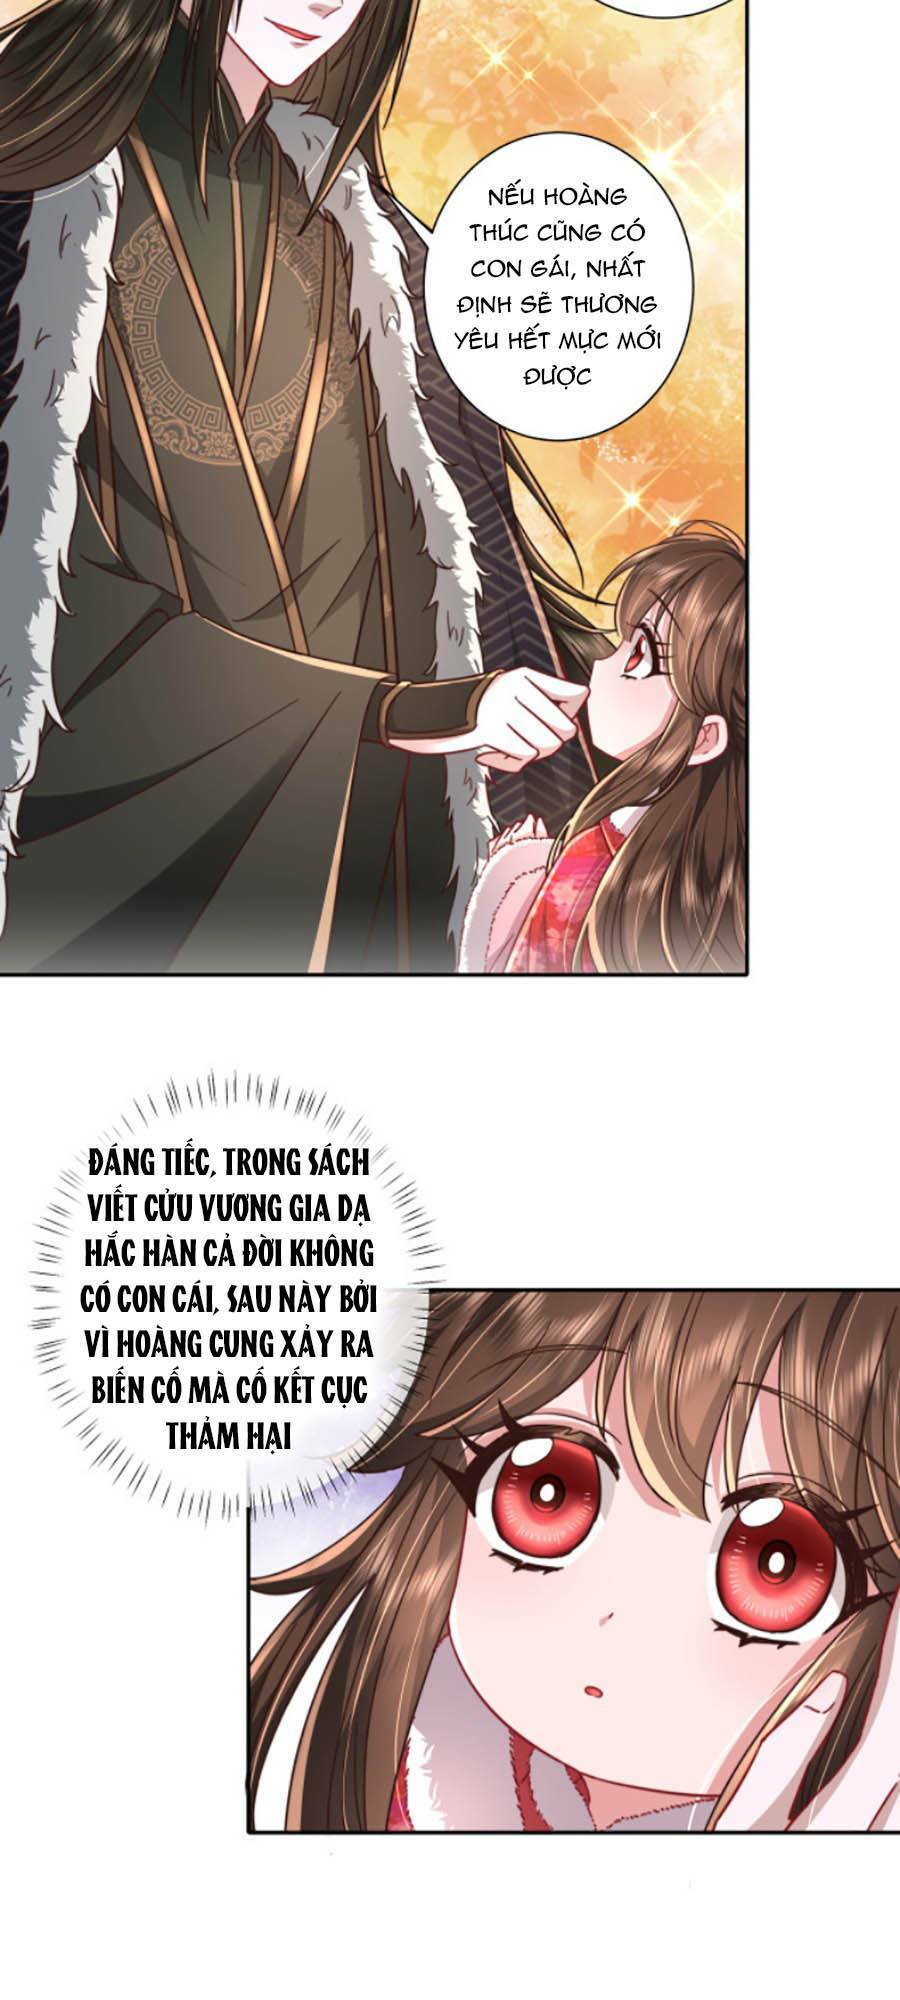 NẾU HOÀNG
THÚC CŨNG CÓ
CON GÁI, NHẤT
ĐỊNH SẼ THƯƠNG
YÊU HẾT MỰC MỚI
ĐƯỢC
ĐÁNG TIẾC, TRONG SÁCH
VIẾT CỬU VƯƠNG GIA DẠ
HẮC HÀN CẢ ĐỜI KHÔNG
CÓ CON CÁI, SAU NÀY BỞI
VÌ HOÀNG CUNG XẢY RA
BIẾN CỐ MÀ CÓ KẾT CỤC
THẢM HẠI